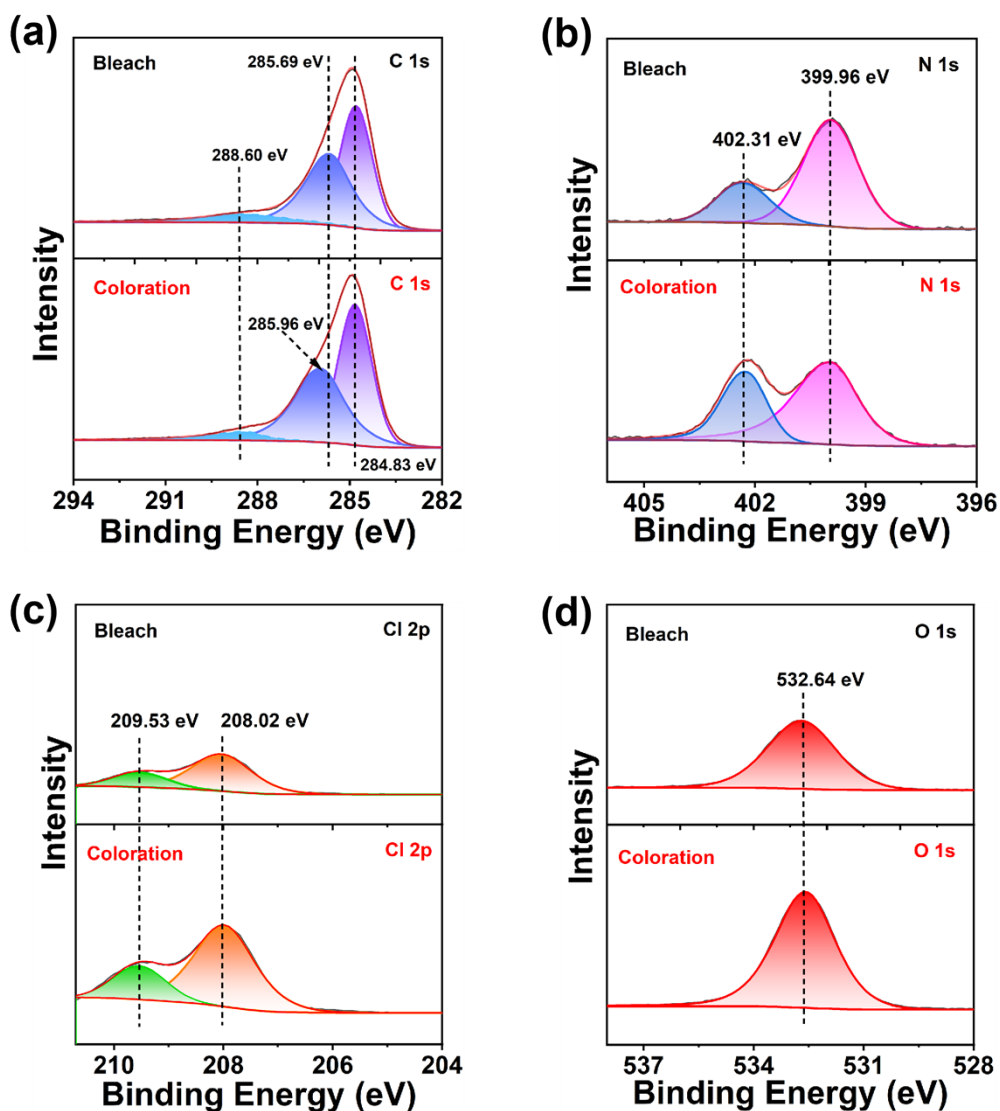 (a)
Bleach
285.69 eV
C 1s
288.60 eV
Coloration
C 1s
285.96 eV
284.83 eV
Intensity
294 291 288 285 282
Binding Energy (eV)
(b)
Bleach
N 1s
399.96 eV
402.31 eV
Coloration
N 1s
Intensity
405 402 399 396
Binding Energy (eV)
(c)
Bleach
Cl 2p
209.53 eV 208.02 eV
Coloration
Cl 2p
Intensity
210 208 206 204
Binding Energy (eV)
(d)
Bleach
O 1s
532.64 eV
Coloration
O 1s
Intensity
537 534 531 528
Binding Energy (eV)